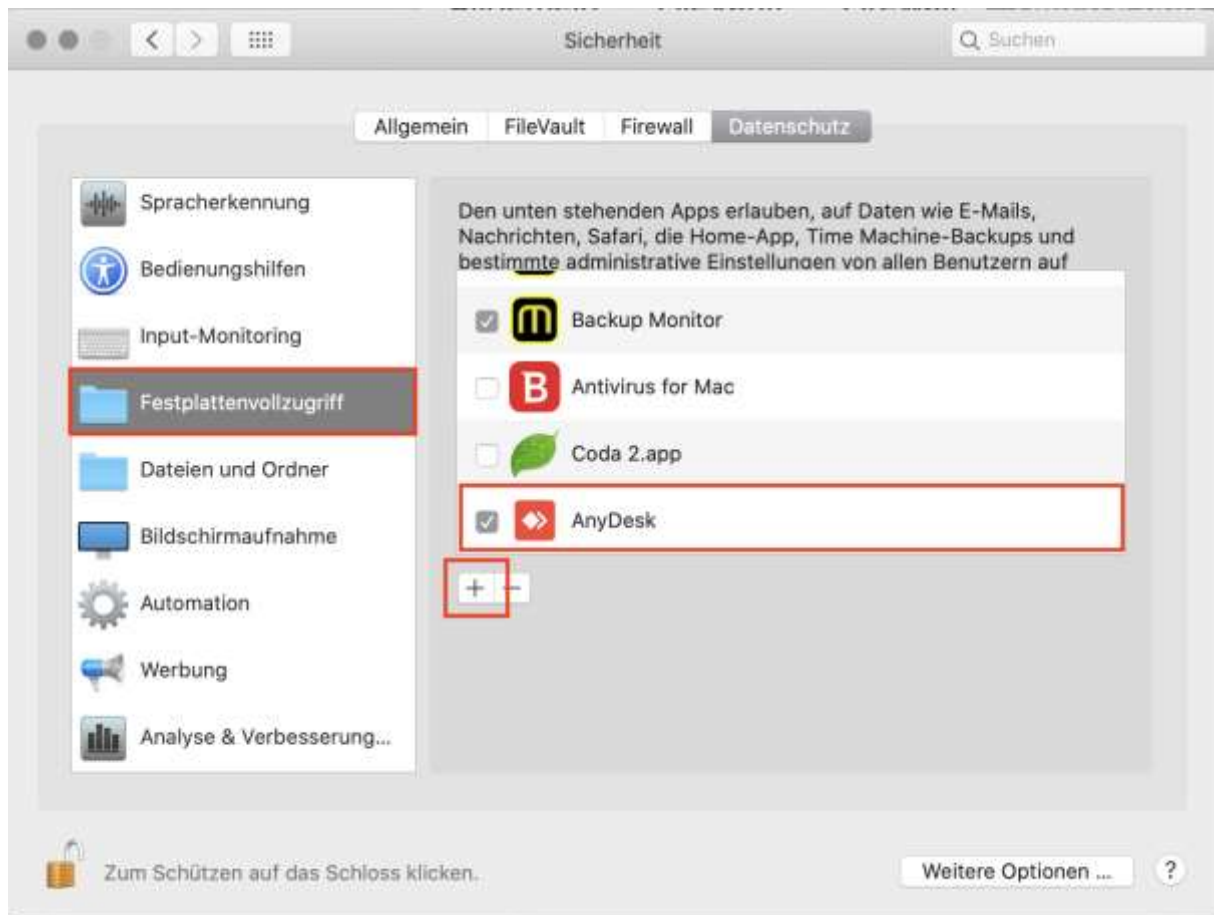 Sicherheit
Suchen
Allgemein FileVault Firewall Datenschutz
Spracherkennung
Bedienungshilfen
Input-Monitoring
Festplattenvollzugriff
Dateien und Ordner
Bildschirmaufnahme
Automation
Werbung
Analyse & Verbesserung...
Den unten stehenden Apps erlauben, auf Daten wie E-Mails,
Nachrichten, Safari, die Home-App, Time Machine-Backups und
bestimmte administrative Einstellungen von allen Benutzern auf
Backup Monitor
B
Antivirus for Mac
Coda 2.app
AnyDesk
+ −
Zum Schützen auf das Schloss klicken.
Weitere Optionen ... ?